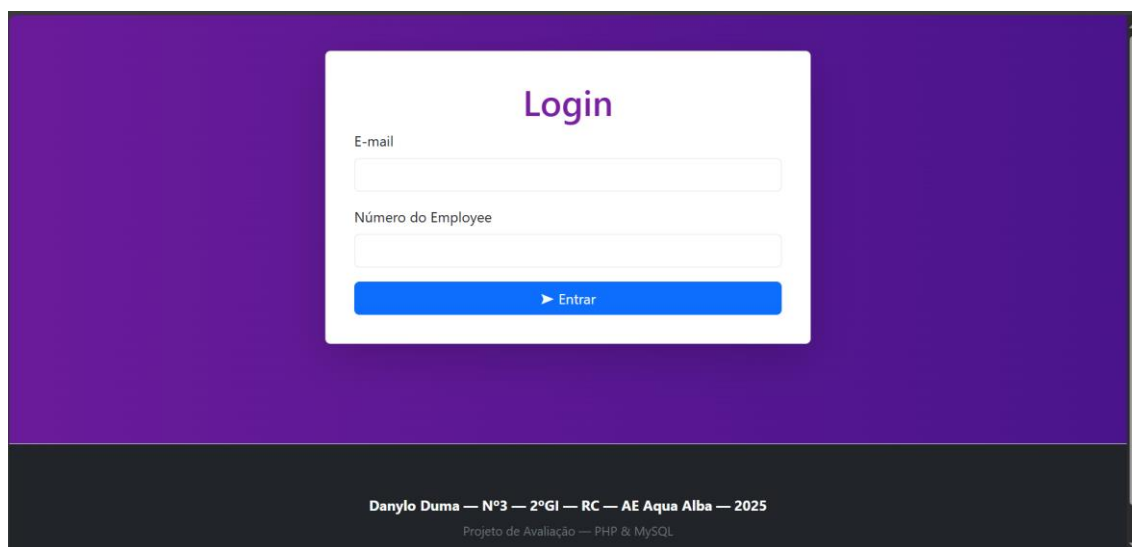 Login
E-mail
Número do Employee
➤ Entrar
Danylo Duma — Nº3 — 2ºGI — RC — AE Aqua Alba — 2025
Projeto de Avaliação — PHP & MySQL